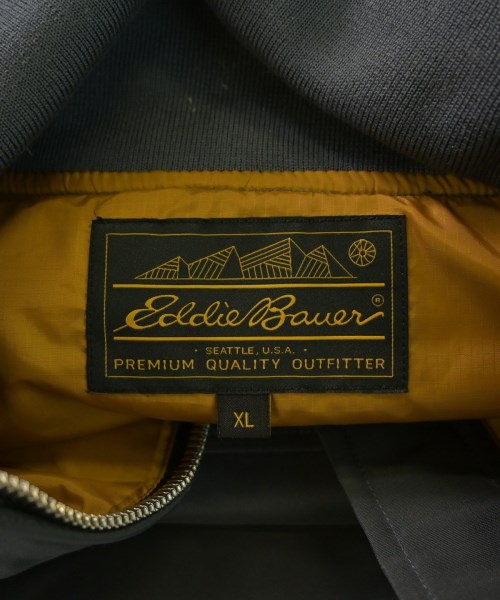 Eddie Bauer ®
· SEATTLE, U.S.A. ·
PREMIUM QUALITY OUTFITTER
XL